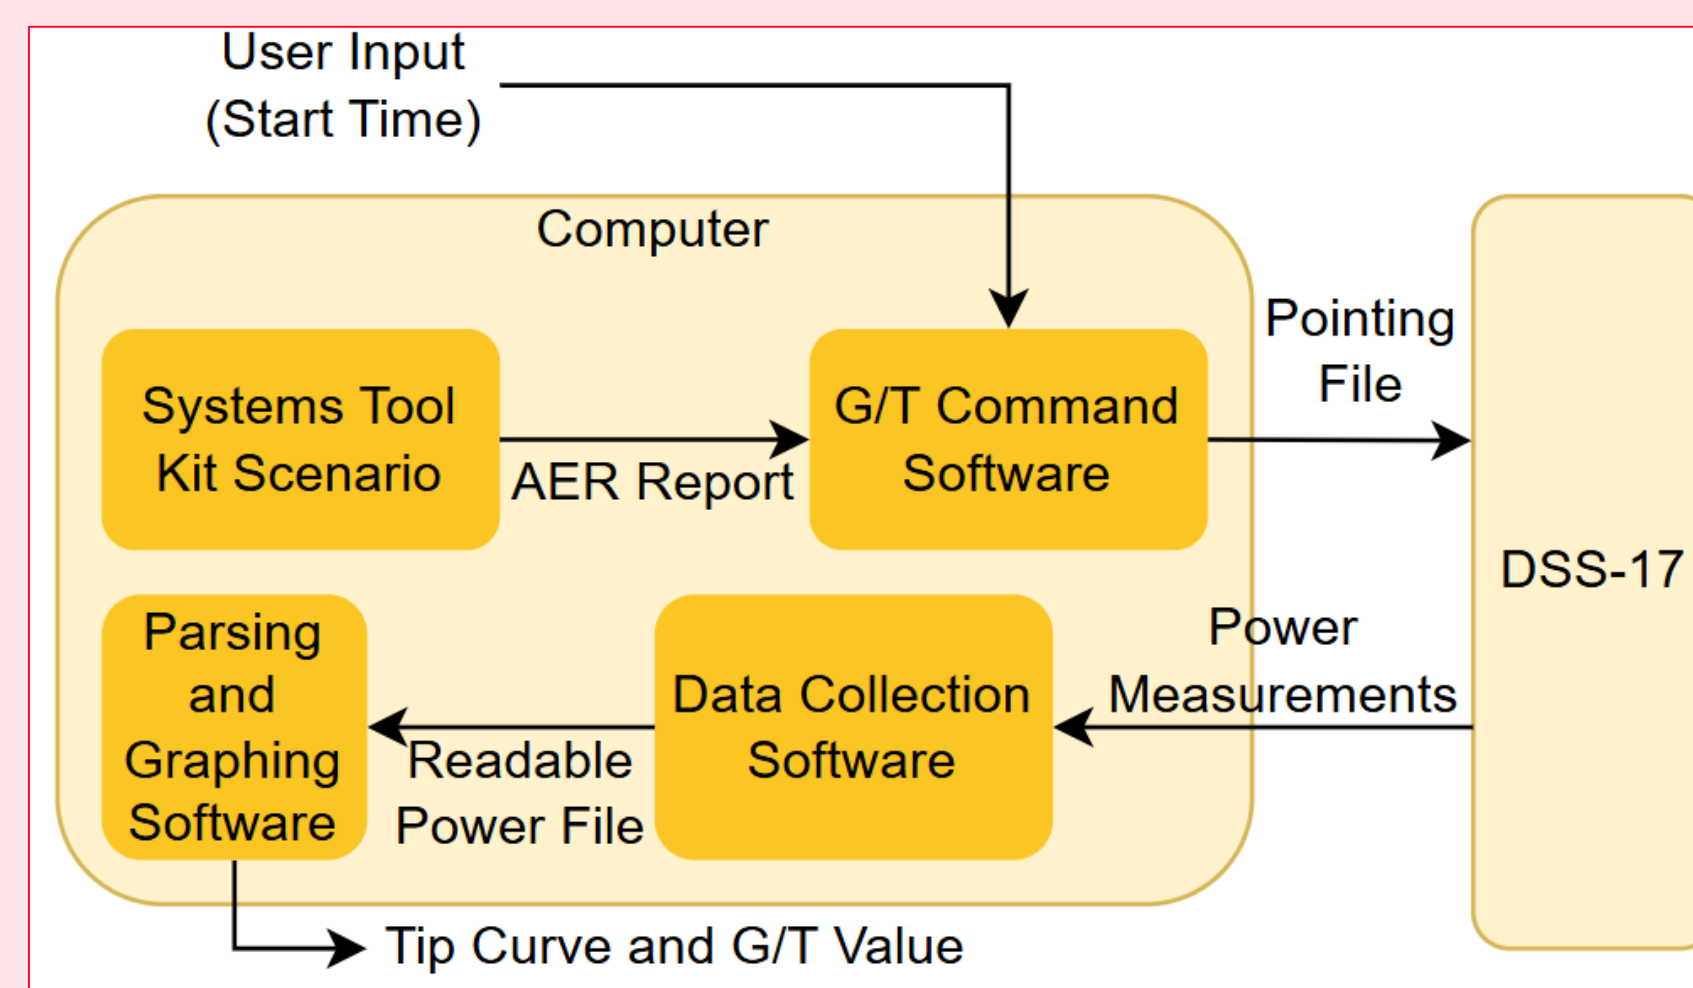 User Input
(Start Time)
Computer
Systems Tool
Kit Scenario
AER Report
G/T Command
Software
Pointing
File
DSS-17
Power
Measurements
Data Collection
Software
Readable
Power File
Parsing
and
Graphing
Software
Tip Curve and G/T Value